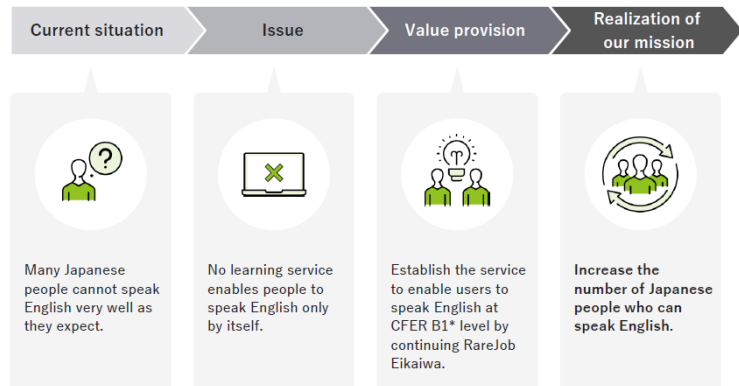 Current situation
Issue
Value provision
Realization of
our mission
?
Many Japanese
people cannot speak
English very well as
they expect.
No learning service
enables people to
speak English only
by itself.
Establish the service
to enable users to
speak English at
CFER B1* level by
continuing RareJob
Eikaiwa.
Increase the
number of Japanese
people who can
speak English.